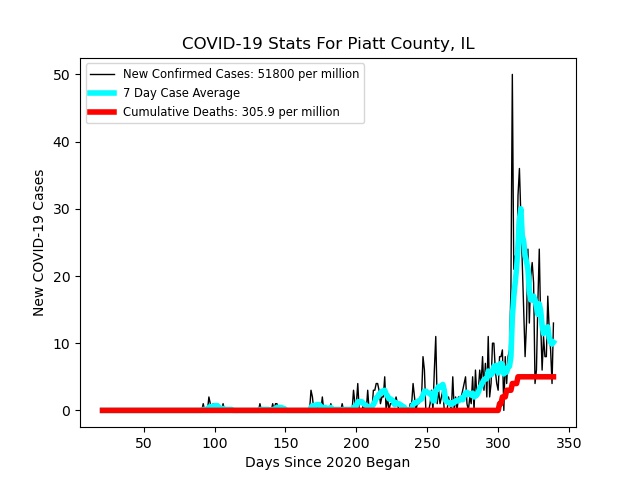 COVID-19 Stats For Piatt County, IL
New Confirmed Cases: 51800 per million
7 Day Case Average
Cumulative Deaths: 305.9 per million
New COVID-19 Cases
50
40
30
20
10
0
50 100 150 200 250 300 350
Days Since 2020 Began